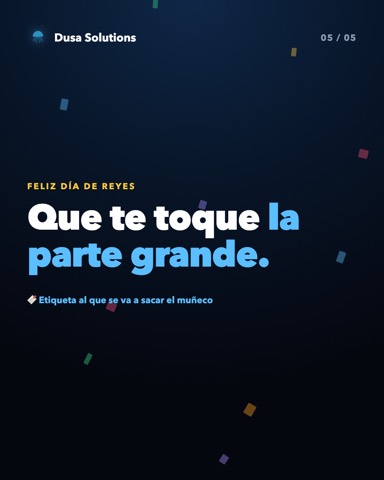 Dusa Solutions
05 / 05
FELIZ DÍA DE REYES
Que te toque la
parte grande.
Etiqueta al que se va a sacar el muñeco